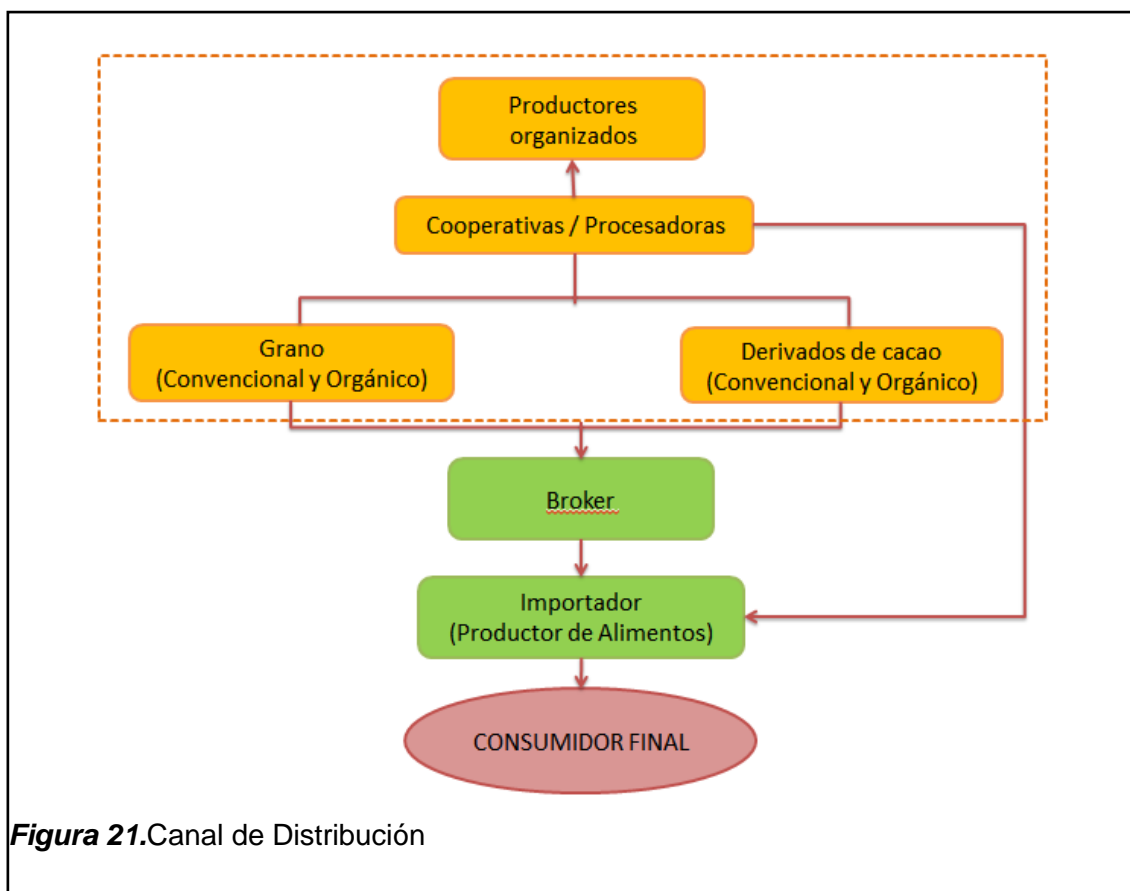 Productores
organizados
Cooperativas / Procesadoras
Grano
(Convencional y Orgánico)
Derivados de cacao
(Convencional y Orgánico)
Broker
Importador
(Productor de Alimentos)
CONSUMIDOR FINAL
Figura 21.Canal de Distribución